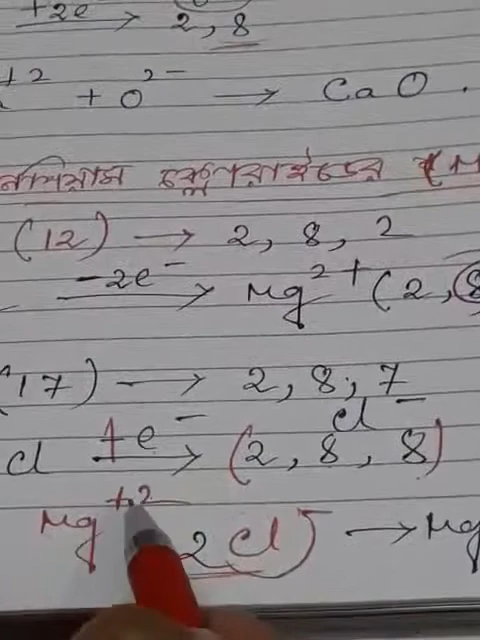 +2e → 2, 8
+2 + O²⁻ → CaO.
ক্লোরাইডের
(12) → 2, 8, 2
-2e⁻ → Mg²⁺ (2, 8
(17) → 2, 8, 7
Cl +e⁻ → (2, 8, 8) Cl⁻
Mg⁺² 2Cl⁻ → Mg